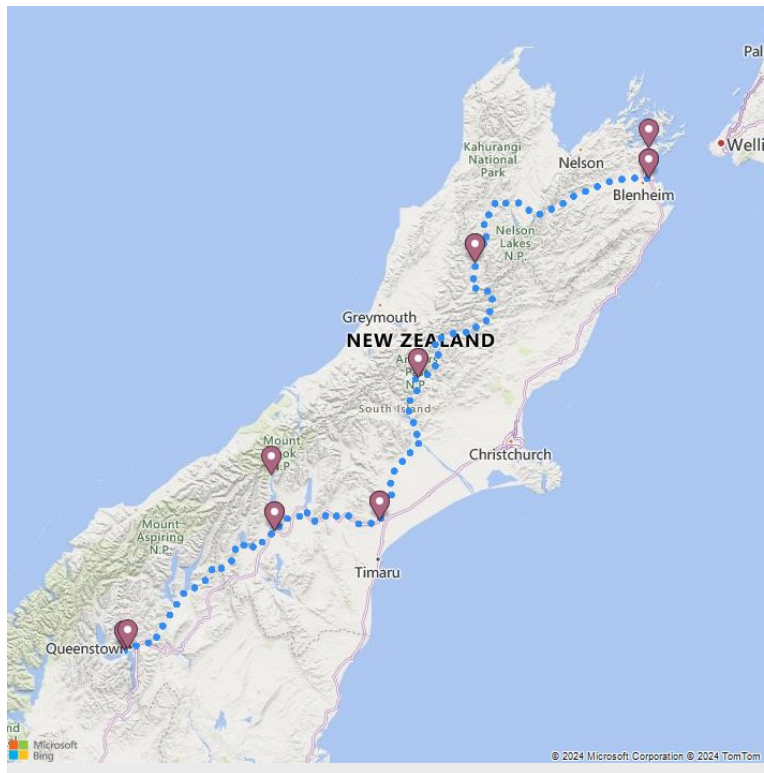 Pal
Welli
Kahurangi
National
Park
Nelson
Blenheim
Nelson
Lakes
N.P.
Greymouth
NEW ZEALAND
N.P.
South Island
Christchurch
Mount
N.P.
Mount
Aspiring
N.P.
Timaru
Queenstown
nd
Microsoft
Bing
© 2024 Microsoft Corporation © 2024 TomTom